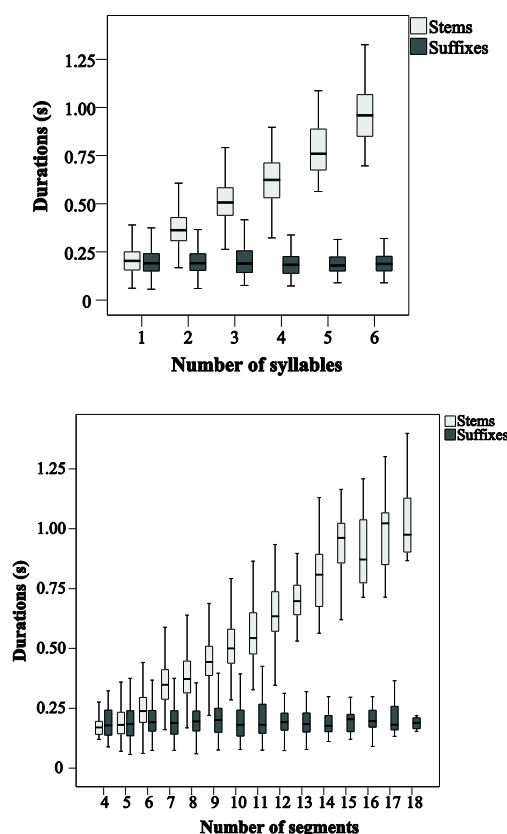 Stems
Suffixes
1.25
1.00
0.75
0.50
0.25
0
Durations (s)
1 2 3 4 5 6
Number of syllables
Stems
Suffixes
1.25
1.00
0.75
0.50
0.25
0
Durations (s)
4 5 6 7 8 9 10 11 12 13 14 15 16 17 18
Number of segments